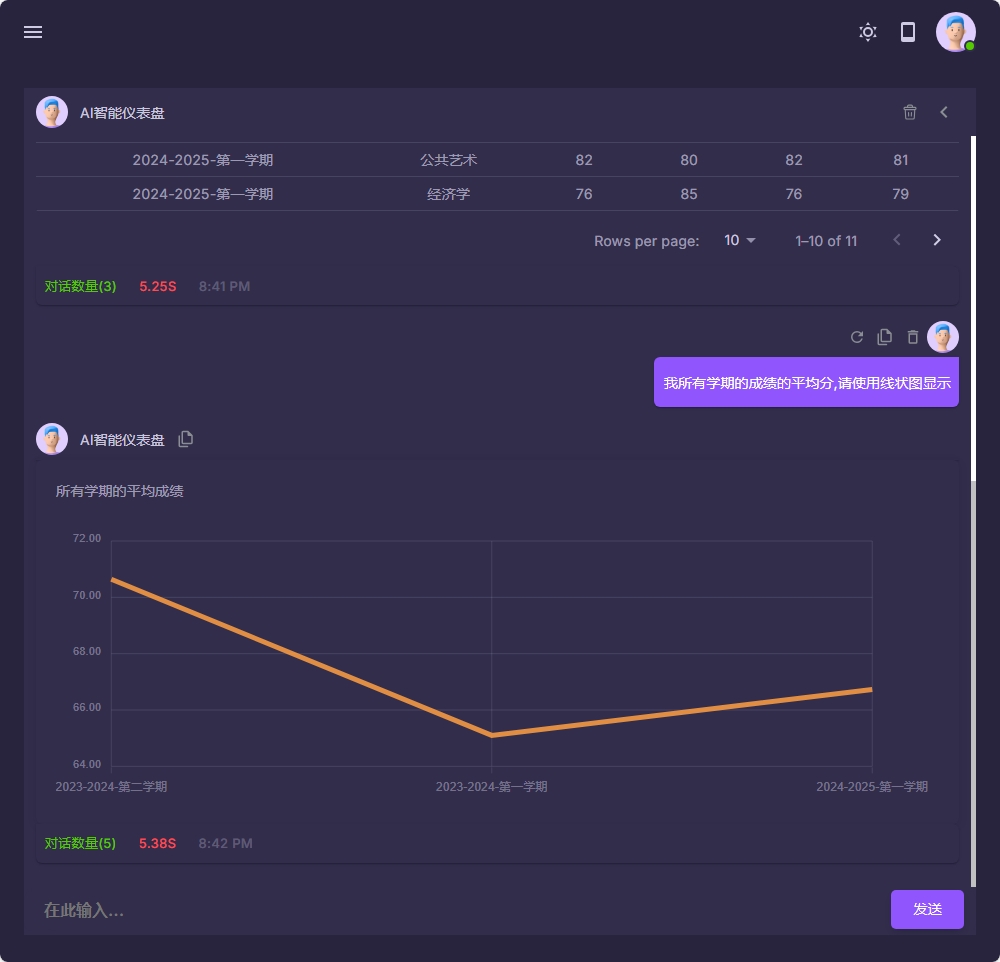 AI智能仪表盘
2024-2025-第一学期 公共艺术 82 80 82 81
2024-2025-第一学期 经济学 76 85 76 79
Rows per page: 10 1–10 of 11
对话数量(3) 5.25S 8:41 PM
我所有学期的成绩的平均分,请使用线状图显示
AI智能仪表盘
所有学期的平均成绩
72.00
70.00
68.00
66.00
64.00
2023-2024-第二学期 2023-2024-第一学期 2024-2025-第一学期
对话数量(5) 5.38S 8:42 PM
在此输入... 发送